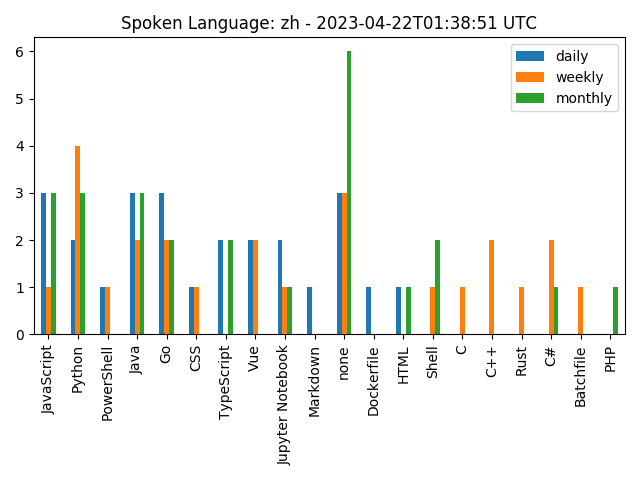 Spoken Language: zh - 2023-04-22T01:38:51 UTC
daily
weekly
monthly
6
5
4
3
2
1
0
JavaScript
Python
PowerShell
Java
Go
CSS
TypeScript
Vue
Jupyter Notebook
Markdown
none
Dockerfile
HTML
Shell
C
C++
Rust
C#
Batchfile
PHP